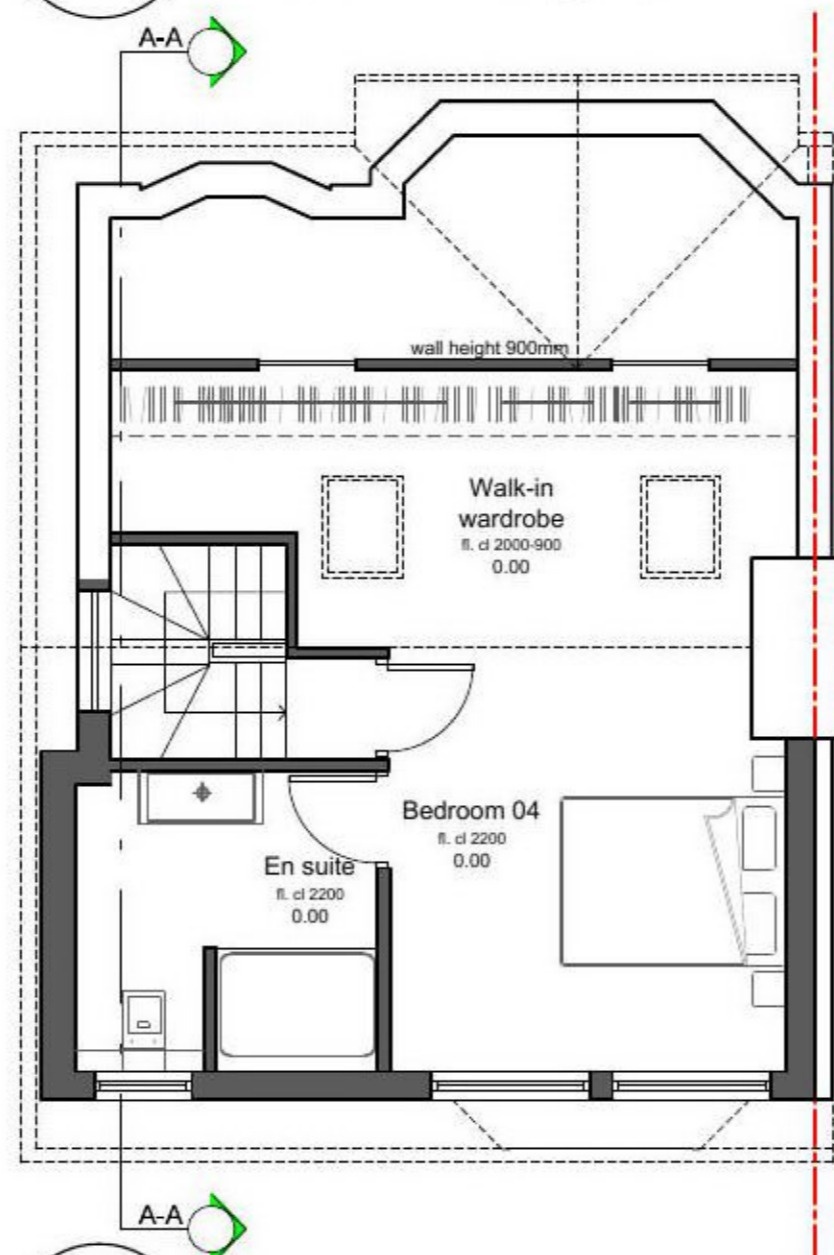 A-A
wall height 900mm
Walk-in
wardrobe
fl. cl 2000-900
0.00
Bedroom 04
fl. cl 2200
0.00
En suite
fl. cl 2200
0.00
A-A